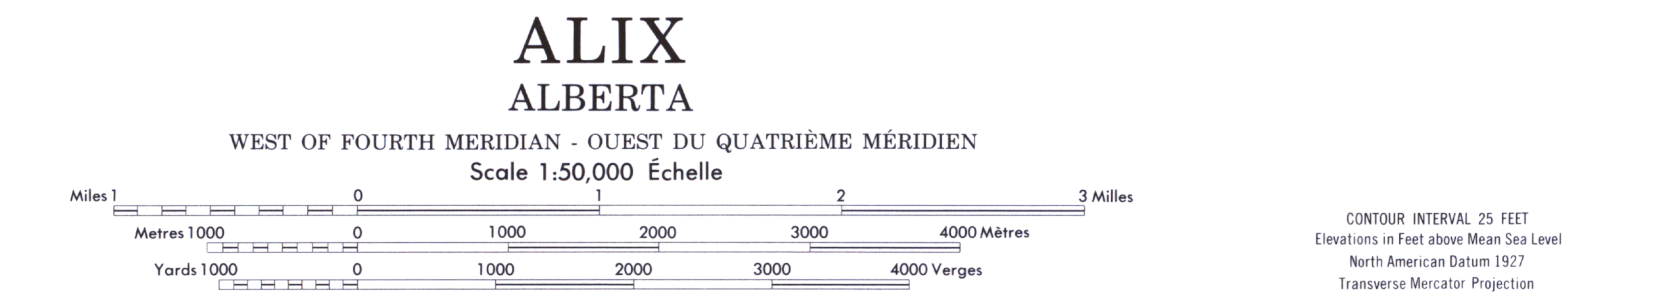 ALIX
ALBERTA
WEST OF FOURTH MERIDIAN - OUEST DU QUATRIÈME MÉRIDIEN
Scale 1:50,000 Échelle
Miles 1 0 1 2 3 Milles
Metres 1000 0 1000 2000 3000 4000 Mètres
Yards 1000 0 1000 2000 3000 4000 Verges
CONTOUR INTERVAL 25 FEET
Elevations in Feet above Mean Sea Level
North American Datum 1927
Transverse Mercator Projection